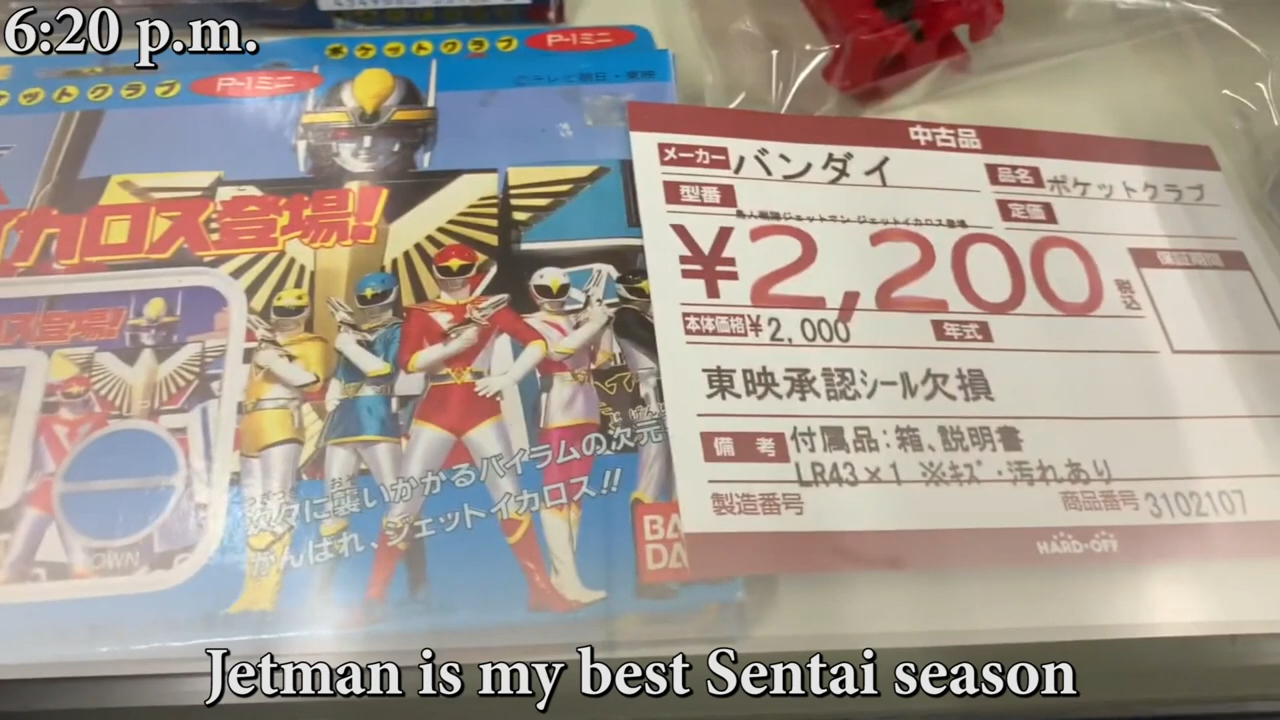 6:20 p.m.
ポケットクラブ P-1ミニ
ットクラブ P-1ミニ
©テレビ朝日・東映
イカロス登場!
ス登場!
次々に襲いかかるバイラムの次元
がんばれ、ジェットイカロス!!
BA
DA
中古品
メーカー バンダイ
品名 ポケットクラブ
型番 鳥人戦隊ジェットマン ジェットイカロス登場
定価
¥2,200 税込
保証期間
本体価格 ¥2,000
年式
東映承認シール欠損
備考 付属品:箱、説明書
LR43×1 ※キズ・汚れあり
製造番号
商品番号 3102107
HARD・OFF
Jetman is my best Sentai season